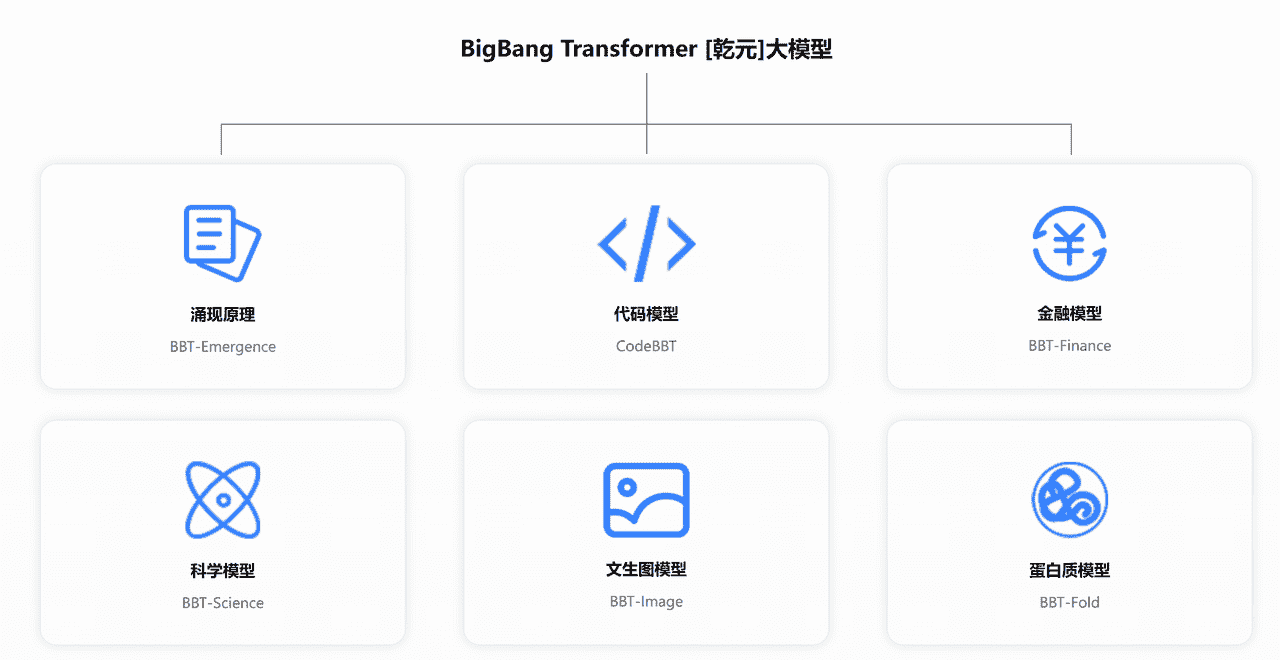 BigBang Transformer [乾元]大模型
涌现原理
BBT-Emergence
代码模型
CodeBBT
金融模型
BBT-Finance
科学模型
BBT-Science
文生图模型
BBT-Image
蛋白质模型
BBT-Fold